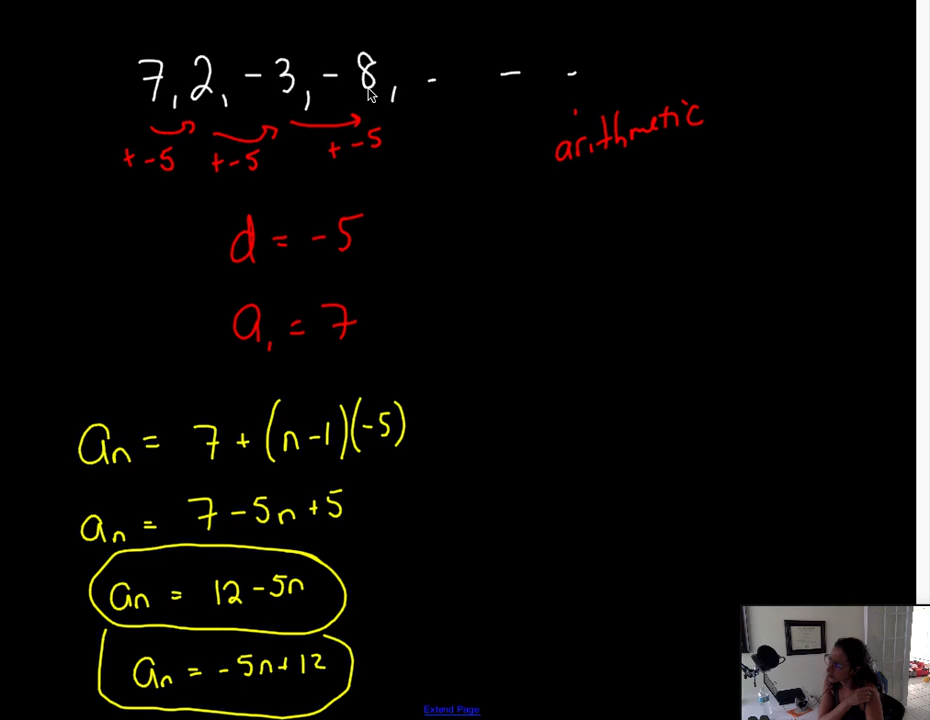 7, 2, -3, -8, . - .
+-5 +-5 +-5
arithmetic
d = -5
a₁ = 7
aₙ = 7 + (n-1)(-5)
aₙ = 7 - 5n + 5
aₙ = 12 - 5n
aₙ = -5n + 12
Extend Page